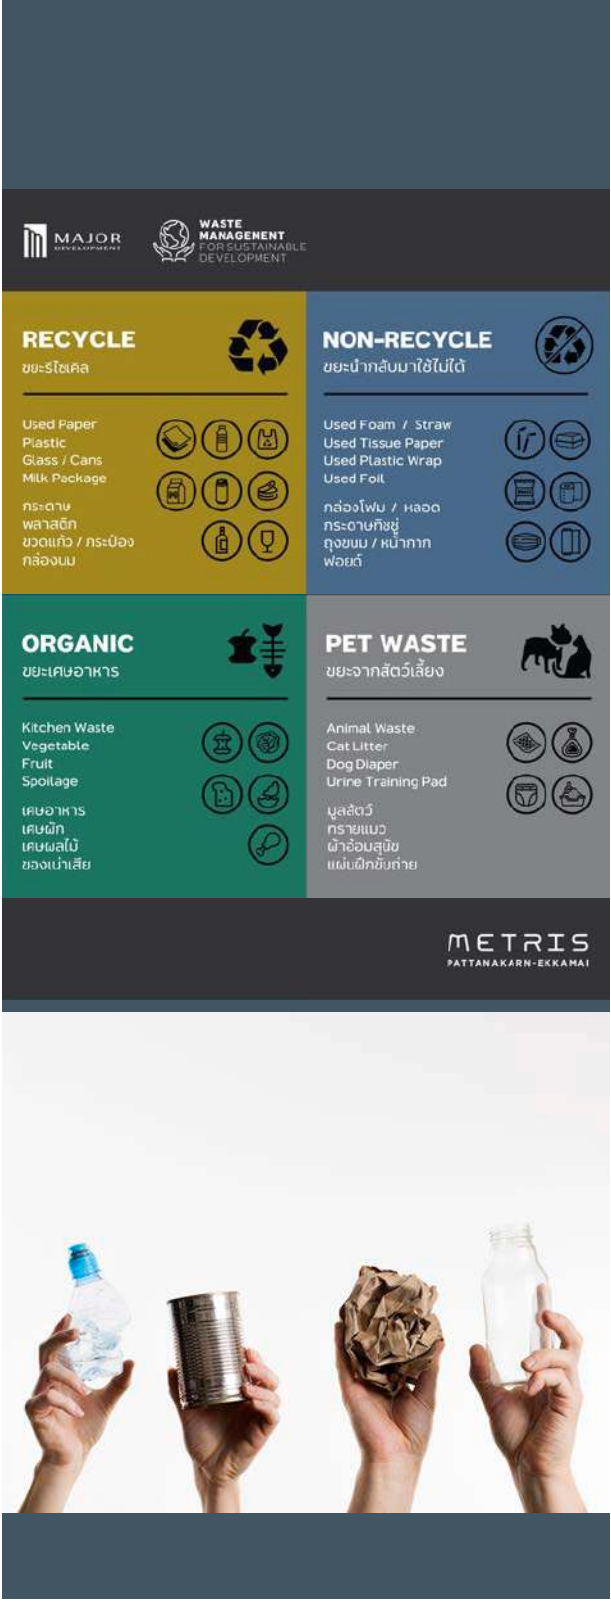 MAJOR
DEVELOPMENT
WASTE
MANAGEMENT
FOR SUSTAINABLE
DEVELOPMENT
RECYCLE
ขยะรีไซเคิล
Used Paper
Plastic
Glass / Cans
Milk Package
กระดาษ
พลาสติก
ขวดแก้ว / กระป๋อง
กล่องนม
NON-RECYCLE
ขยะนำกลับมาใช้ไม่ได้
Used Foam / Straw
Used Tissue Paper
Used Plastic Wrap
Used Foil
กล่องโฟม / หลอด
กระดาษทิชชู่
ถุงขนม / หน้ากาก
ฟอยด์
ORGANIC
ขยะเศษอาหาร
Kitchen Waste
Vegetable
Fruit
Spoilage
เศษอาหาร
เศษผัก
เศษผลไม้
ของเน่าเสีย
PET WASTE
ขยะจากสัตว์เลี้ยง
Animal Waste
Cat Litter
Dog Diaper
Urine Training Pad
มูลสัตว์
ทรายแมว
ผ้าอ้อมสุนัข
แผ่นฝึกขับถ่าย
METRIS
PATTANAKARN-EKKAMAI